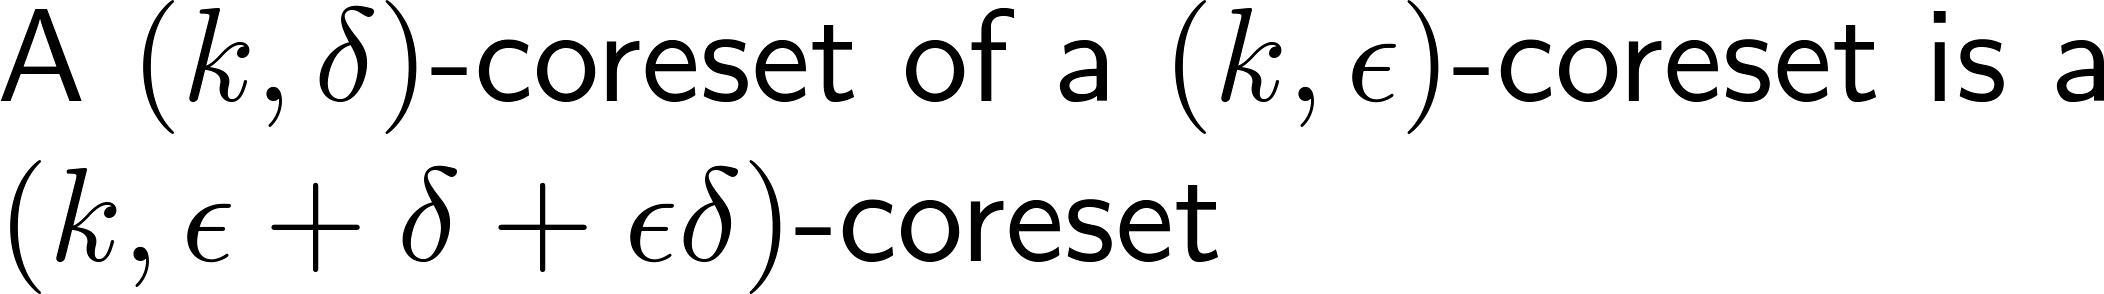 A (k, δ)-coreset of a (k, ϵ)-coreset is a
(k, ϵ + δ + ϵδ)-coreset